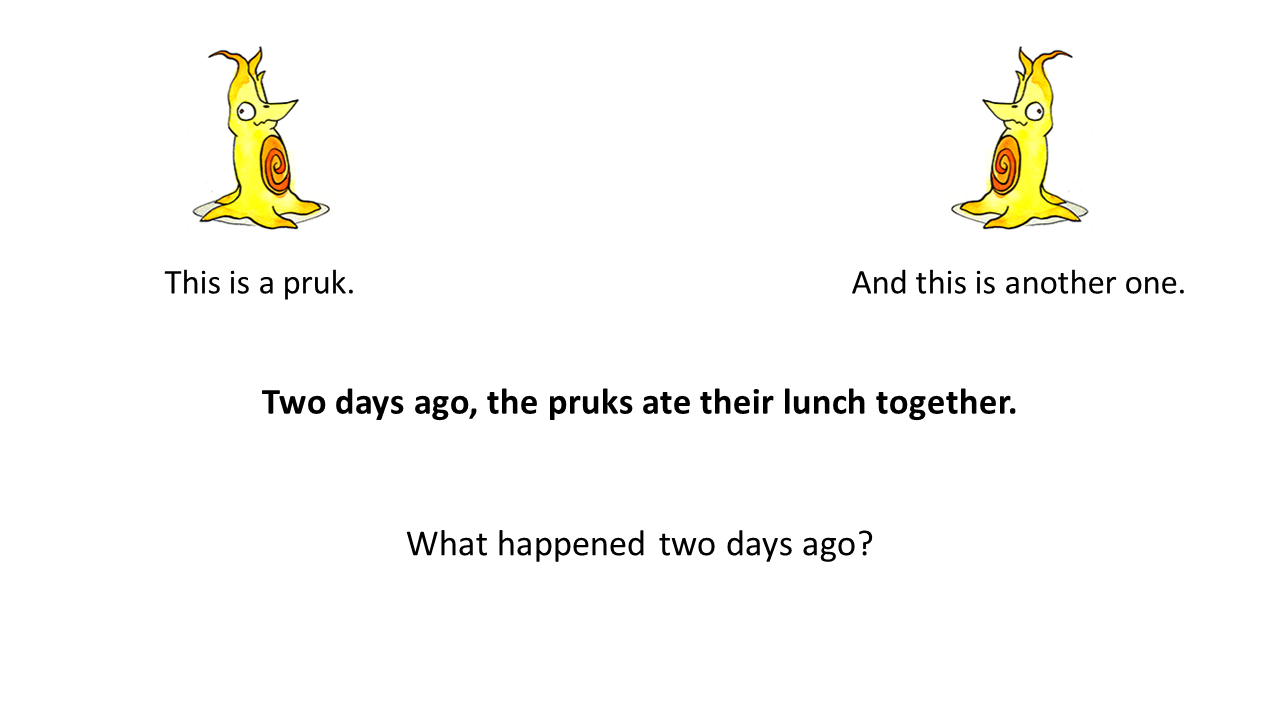 This is a pruk.
And this is another one.
Two days ago, the pruks ate their lunch together.
What happened two days ago?